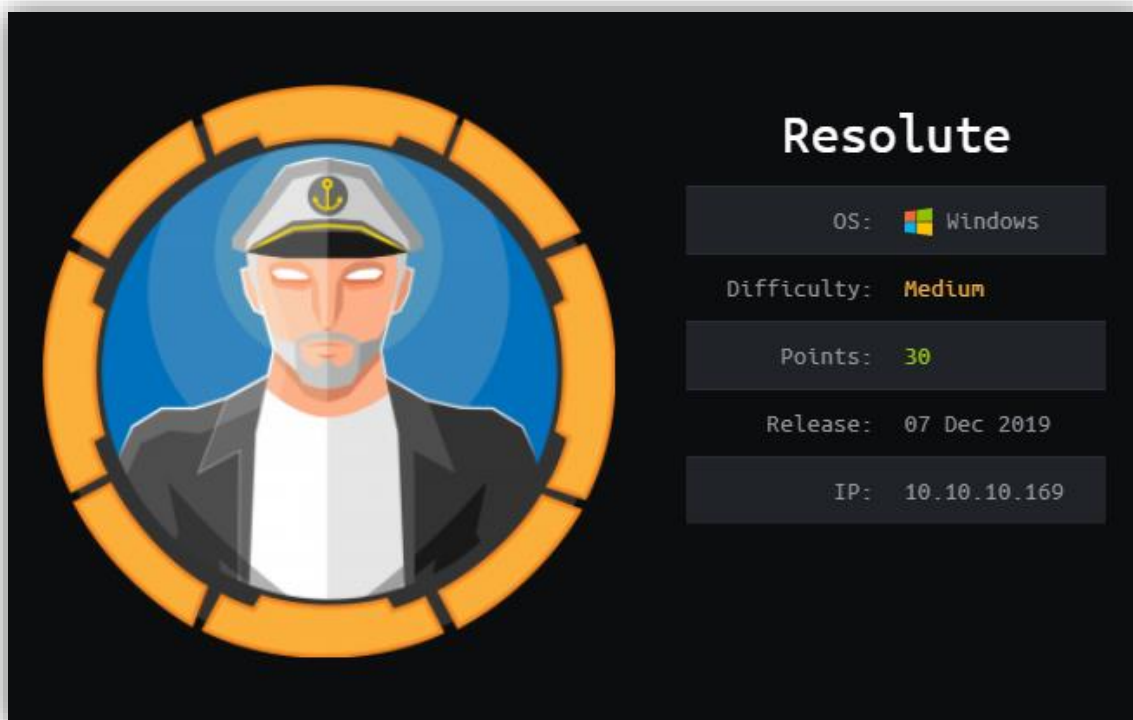 Resolute
OS: Windows
Difficulty: Medium
Points: 30
Release: 07 Dec 2019
IP: 10.10.10.169